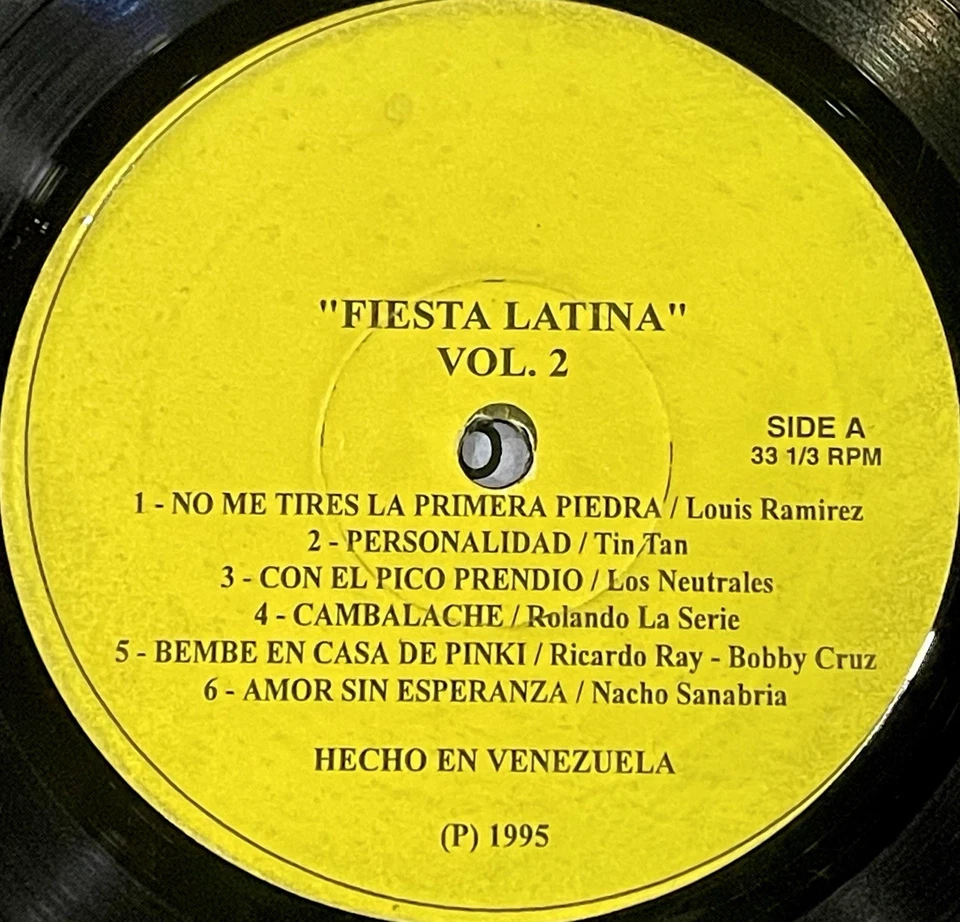 "FIESTA LATINA"
VOL. 2
SIDE A
33 1/3 RPM
1 - NO ME TIRES LA PRIMERA PIEDRA / Louis Ramirez
2 - PERSONALIDAD / Tin Tan
3 - CON EL PICO PRENDIO / Los Neutrales
4 - CAMBALACHE / Rolando La Serie
5 - BEMBE EN CASA DE PINKI / Ricardo Ray - Bobby Cruz
6 - AMOR SIN ESPERANZA / Nacho Sanabria
HECHO EN VENEZUELA
(P) 1995